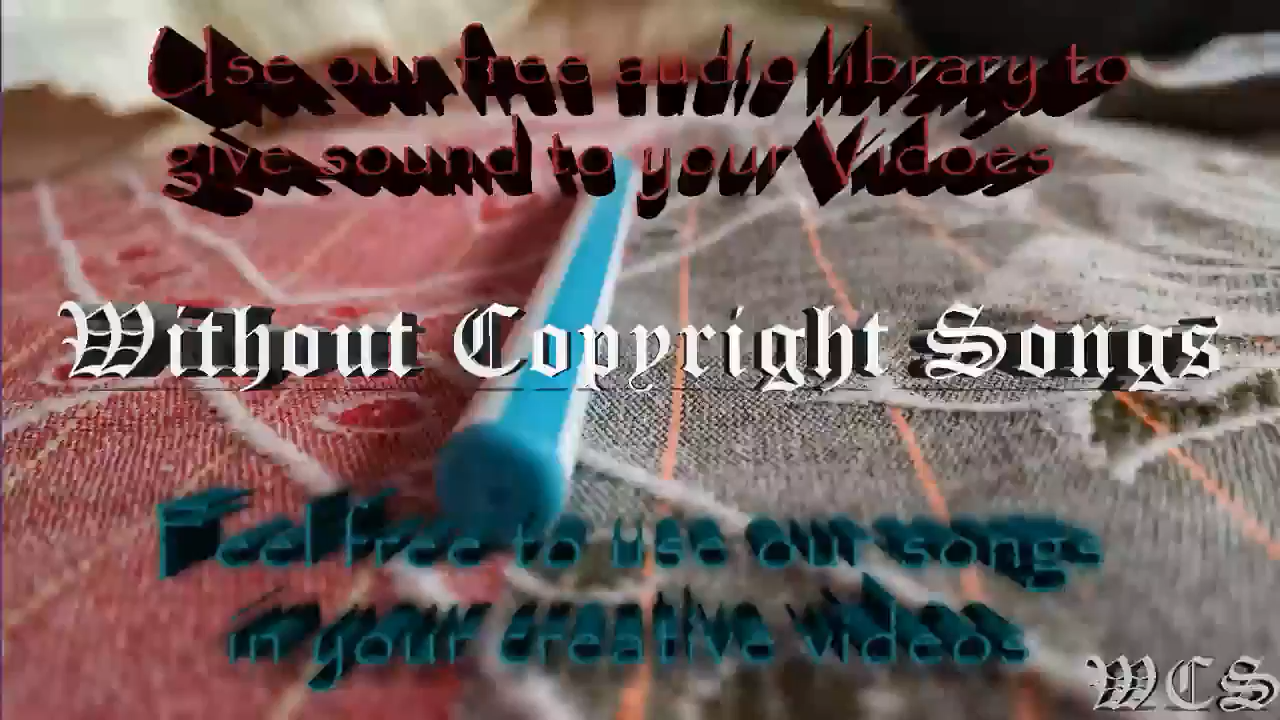 Use our free audio library to
give sound to your Vidoes
Without Copyright Songs
Feel free to use our songs
in your creative videos
WCS